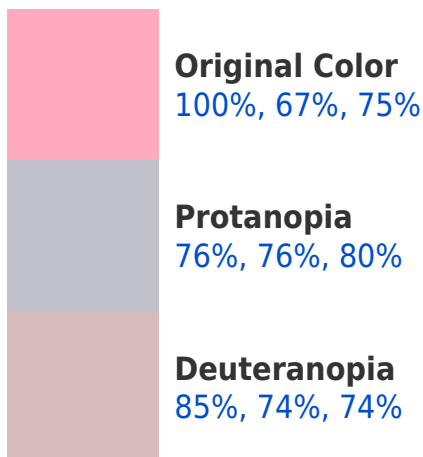 Original Color
100%, 67%, 75%
Protanopia
76%, 76%, 80%
Deuteranopia
85%, 74%, 74%